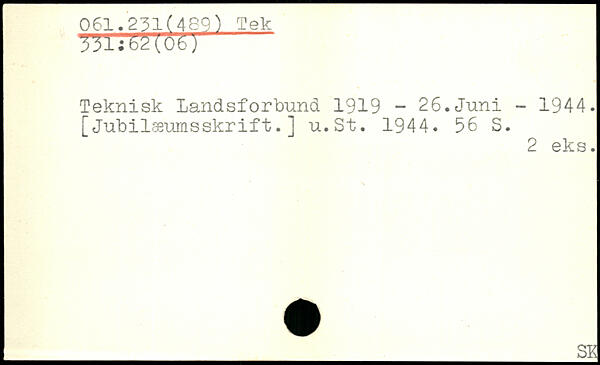 061.231(489) Tek
331:62(06)
Teknisk Landsforbund 1919 - 26.Juni - 1944.
[Jubilæumsskrift.] u.St. 1944. 56 S.
2 eks.
SK